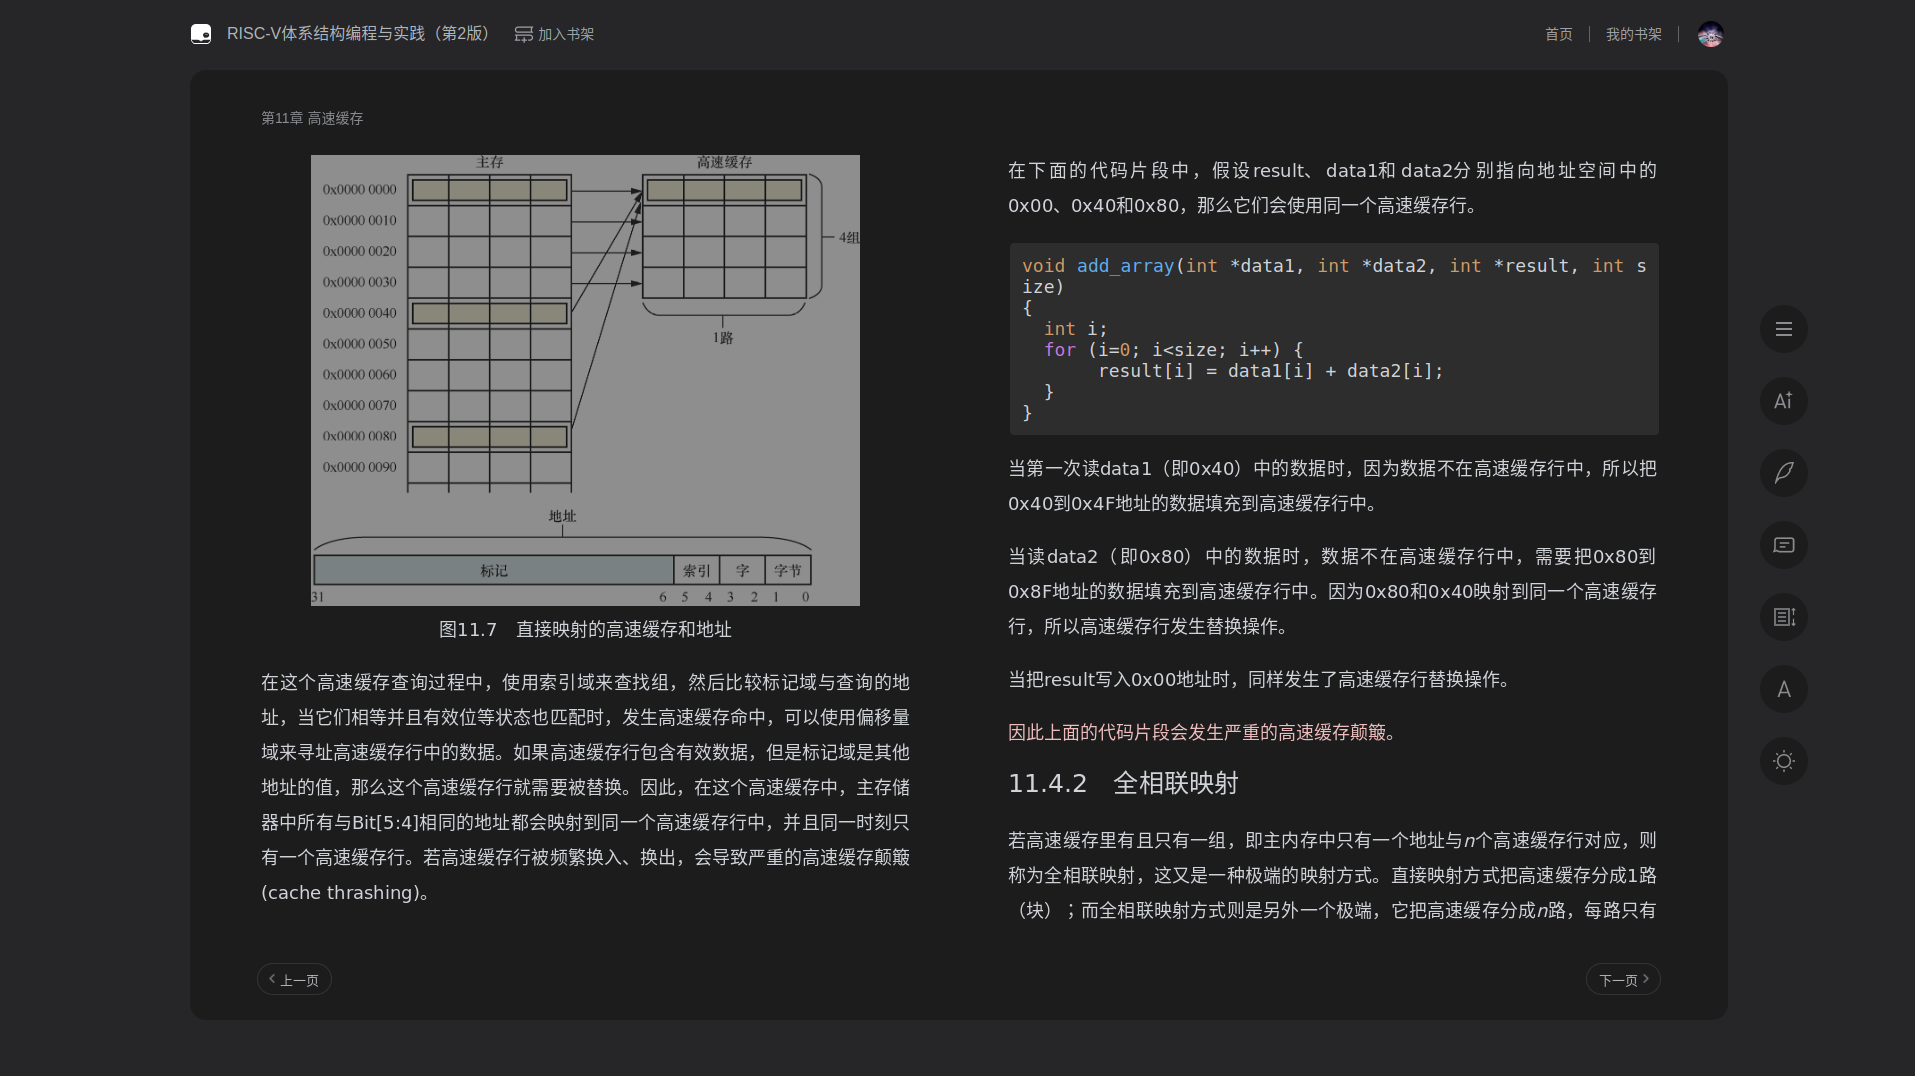 RISC-V体系结构编程与实践（第2版）
加入书架
首页
我的书架
第11章 高速缓存
主存
高速缓存
0x0000 0000
0x0000 0010
0x0000 0020
0x0000 0030
0x0000 0040
0x0000 0050
0x0000 0060
0x0000 0070
0x0000 0080
0x0000 0090
4组
1路
地址
标记 索引 字 字节
31 6 5 4 3 2 1 0
图11.7 直接映射的高速缓存和地址
在这个高速缓存查询过程中，使用索引域来查找组，然后比较标记域与查询的地
址，当它们相等并且有效位等状态也匹配时，发生高速缓存命中，可以使用偏移量
域来寻址高速缓存行中的数据。如果高速缓存行包含有效数据，但是标记域是其他
地址的值，那么这个高速缓存行就需要被替换。因此，在这个高速缓存中，主存储
器中所有与Bit[5:4]相同的地址都会映射到同一个高速缓存行中，并且同一时刻只
有一个高速缓存行。若高速缓存行被频繁换入、换出，会导致严重的高速缓存颠簸
(cache thrashing)。
在下面的代码片段中，假设result、data1和data2分别指向地址空间中的
0x00、0x40和0x80，那么它们会使用同一个高速缓存行。
void add_array(int *data1, int *data2, int *result, int s
ize)
{
  int i;
  for (i=0; i<size; i++) {
       result[i] = data1[i] + data2[i];
  }
}
当第一次读data1（即0x40）中的数据时，因为数据不在高速缓存行中，所以把
0x40到0x4F地址的数据填充到高速缓存行中。
当读data2（即0x80）中的数据时，数据不在高速缓存行中，需要把0x80到
0x8F地址的数据填充到高速缓存行中。因为0x80和0x40映射到同一个高速缓存
行，所以高速缓存行发生替换操作。
当把result写入0x00地址时，同样发生了高速缓存行替换操作。
因此上面的代码片段会发生严重的高速缓存颠簸。
11.4.2 全相联映射
若高速缓存里有且只有一组，即主内存中只有一个地址与n个高速缓存行对应，则
称为全相联映射，这又是一种极端的映射方式。直接映射方式把高速缓存分成1路
（块）；而全相联映射方式则是另外一个极端，它把高速缓存分成n路，每路只有
上一页
下一页